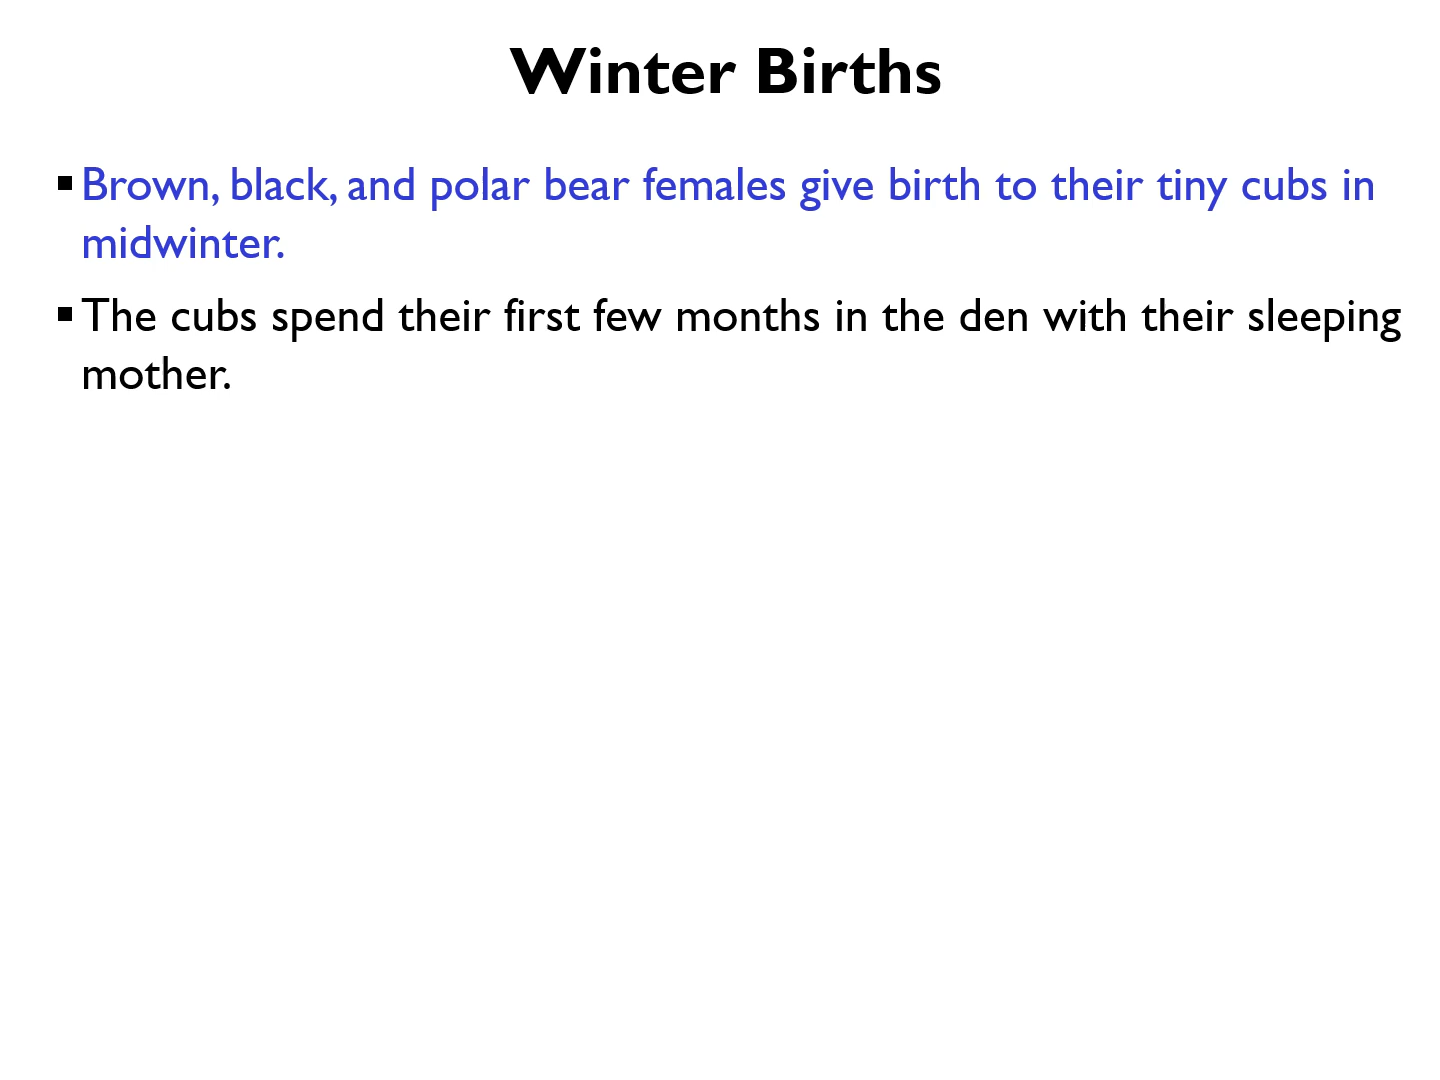 Winter Births
▪ Brown, black, and polar bear females give birth to their tiny cubs in
midwinter.
▪ The cubs spend their first few months in the den with their sleeping
mother.